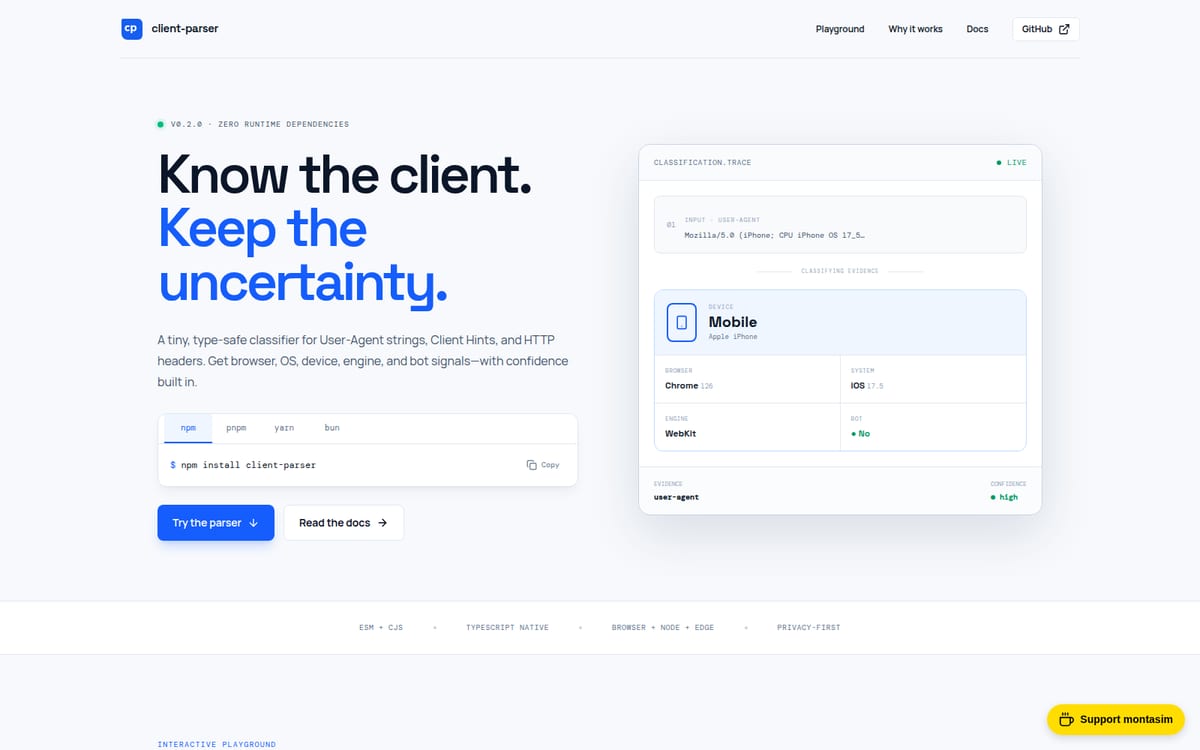 cp client-parser
Playground Why it works Docs GitHub
V0.2.0 · ZERO RUNTIME DEPENDENCIES
Know the client.
Keep the
uncertainty.
A tiny, type-safe classifier for User-Agent strings, Client Hints, and HTTP
headers. Get browser, OS, device, engine, and bot signals—with confidence
built in.
npm pnpm yarn bun
$ npm install client-parser Copy
Try the parser ↓ Read the docs →
CLASSIFICATION.TRACE LIVE
01 INPUT · USER-AGENT
Mozilla/5.0 (iPhone; CPU iPhone OS 17_5…
CLASSIFYING EVIDENCE
DEVICE
Mobile
Apple iPhone
BROWSER
Chrome 126
SYSTEM
iOS 17.5
ENGINE
WebKit
BOT
No
EVIDENCE
user-agent
CONFIDENCE
high
ESM + CJS TYPESCRIPT NATIVE BROWSER + NODE + EDGE PRIVACY-FIRST
INTERACTIVE PLAYGROUND
Support montasim